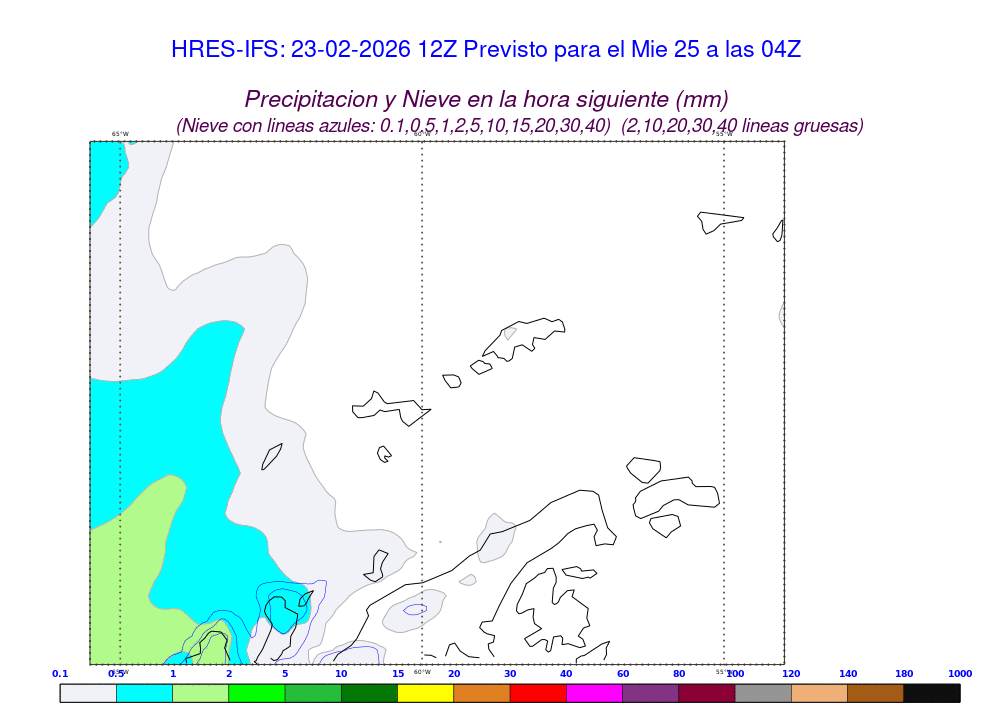 HRES-IFS: 23-02-2026 12Z Previsto para el Mie 25 a las 04Z
Precipitacion y Nieve en la hora siguiente (mm)
(Nieve con lineas azules: 0.1,0.5,1,2,5,10,15,20,30,40)  (2,10,20,30,40 lineas gruesas)
65°W 60°W 55°W
65°W 60°W 55°W
0.1 0.5 1 2 5 10 15 20 30 40 60 80 100 120 140 180 1000